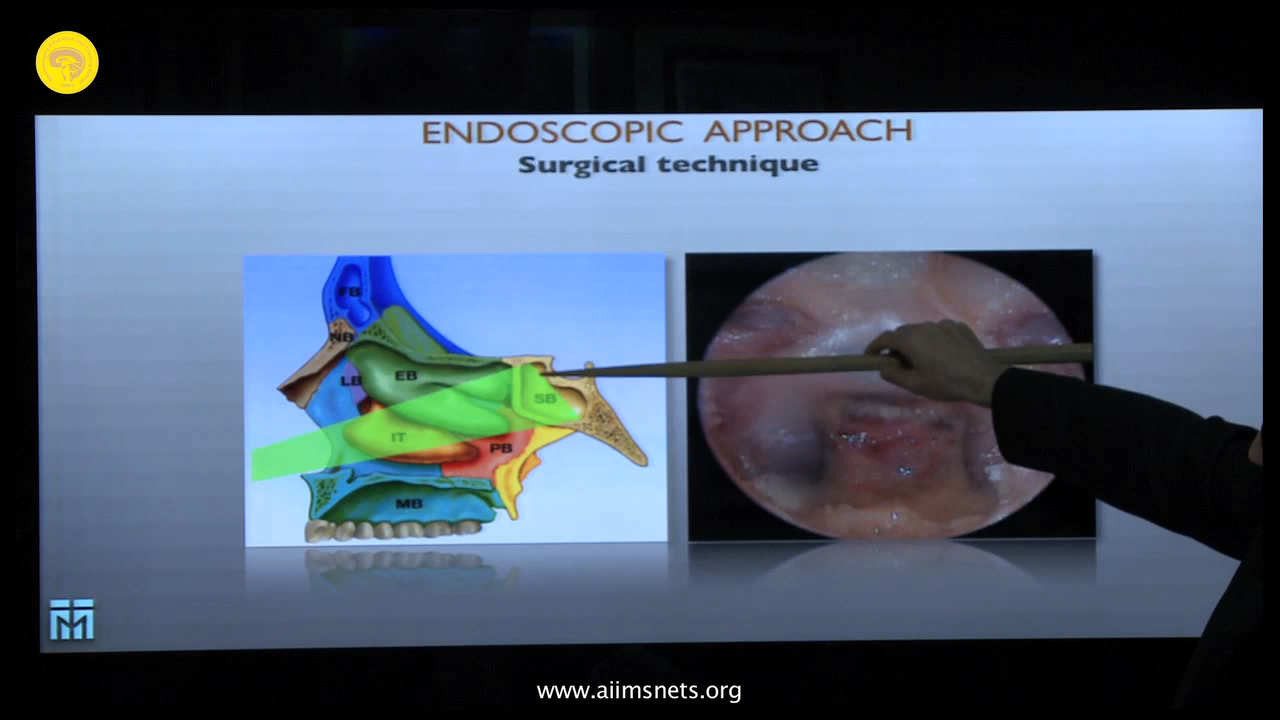 ENDOSCOPIC APPROACH
Surgical technique
FB
NB
LB
EB
SB
IT
PB
MB
www.aiimsnets.org